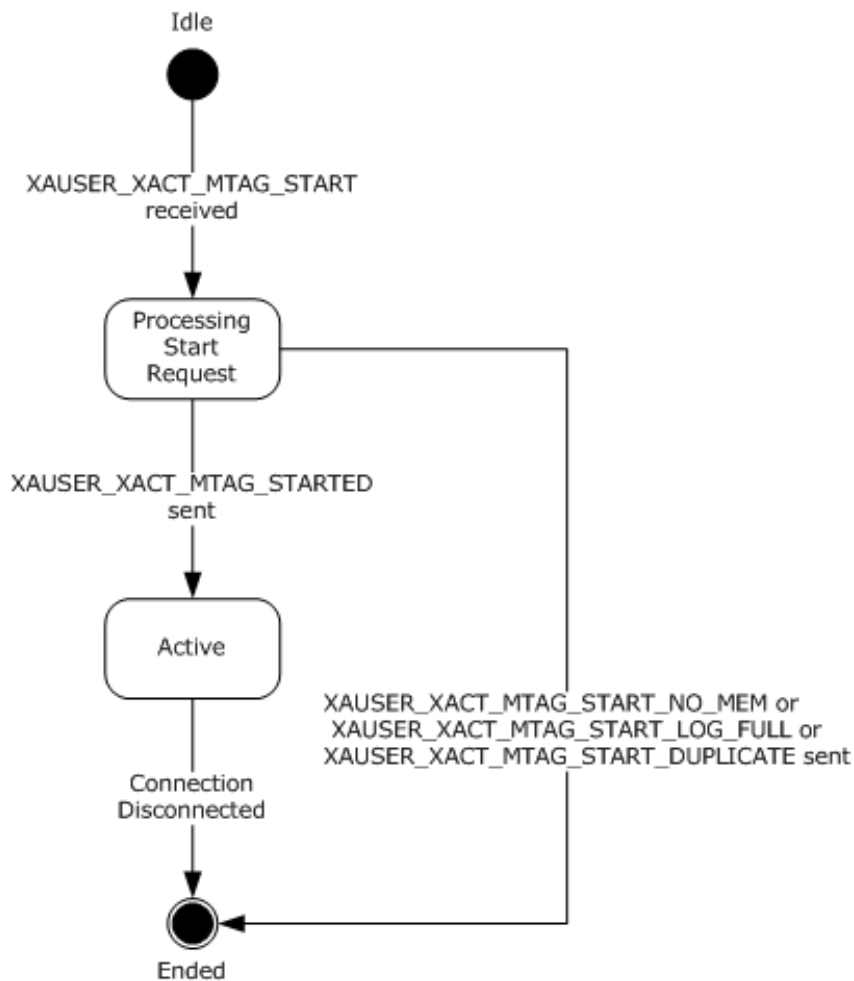 Idle
XAUSER_XACT_MTAG_START
received
Processing
Start
Request
XAUSER_XACT_MTAG_STARTED
sent
Active
XAUSER_XACT_MTAG_START_NO_MEM or
XAUSER_XACT_MTAG_START_LOG_FULL or
XAUSER_XACT_MTAG_START_DUPLICATE sent
Connection
Disconnected
Ended